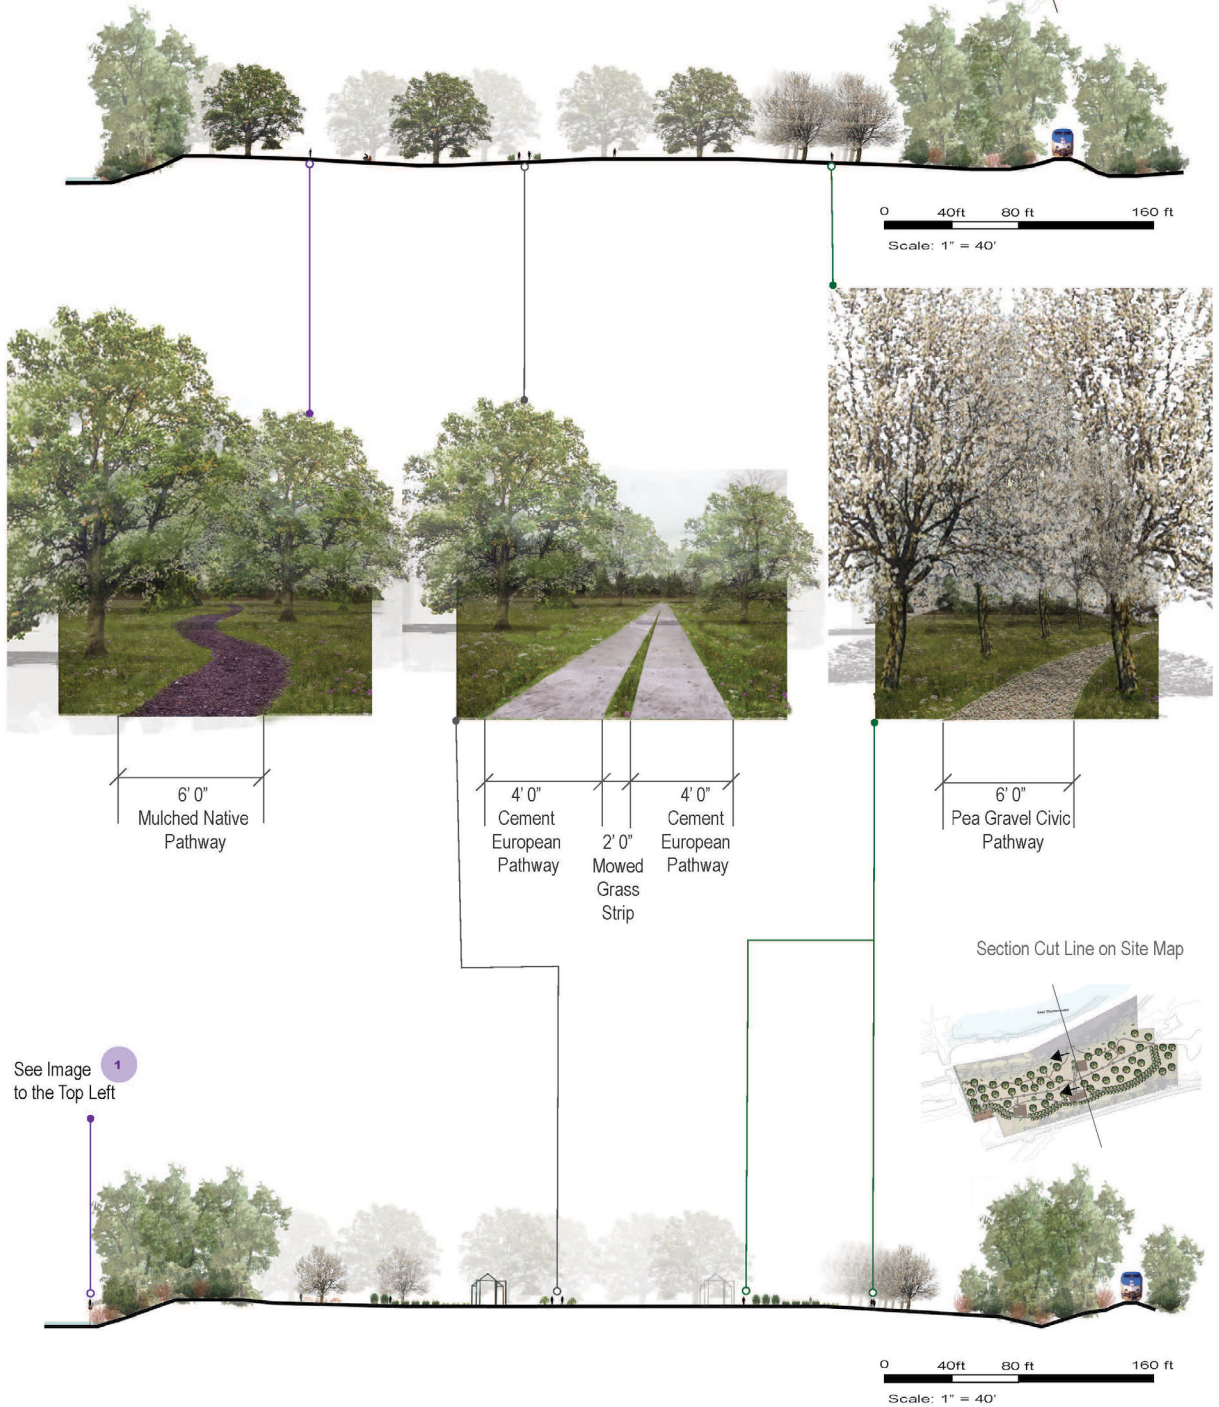 0 40ft 80 ft 160 ft
Scale: 1" = 40'
6' 0"
Mulched Native
Pathway
4' 0"
Cement
European
Pathway
2' 0"
Mowed
Grass
Strip
4' 0"
Cement
European
Pathway
6' 0"
Pea Gravel Civic
Pathway
Section Cut Line on Site Map
See Image 1
to the Top Left
0 40ft 80 ft 160 ft
Scale: 1" = 40'